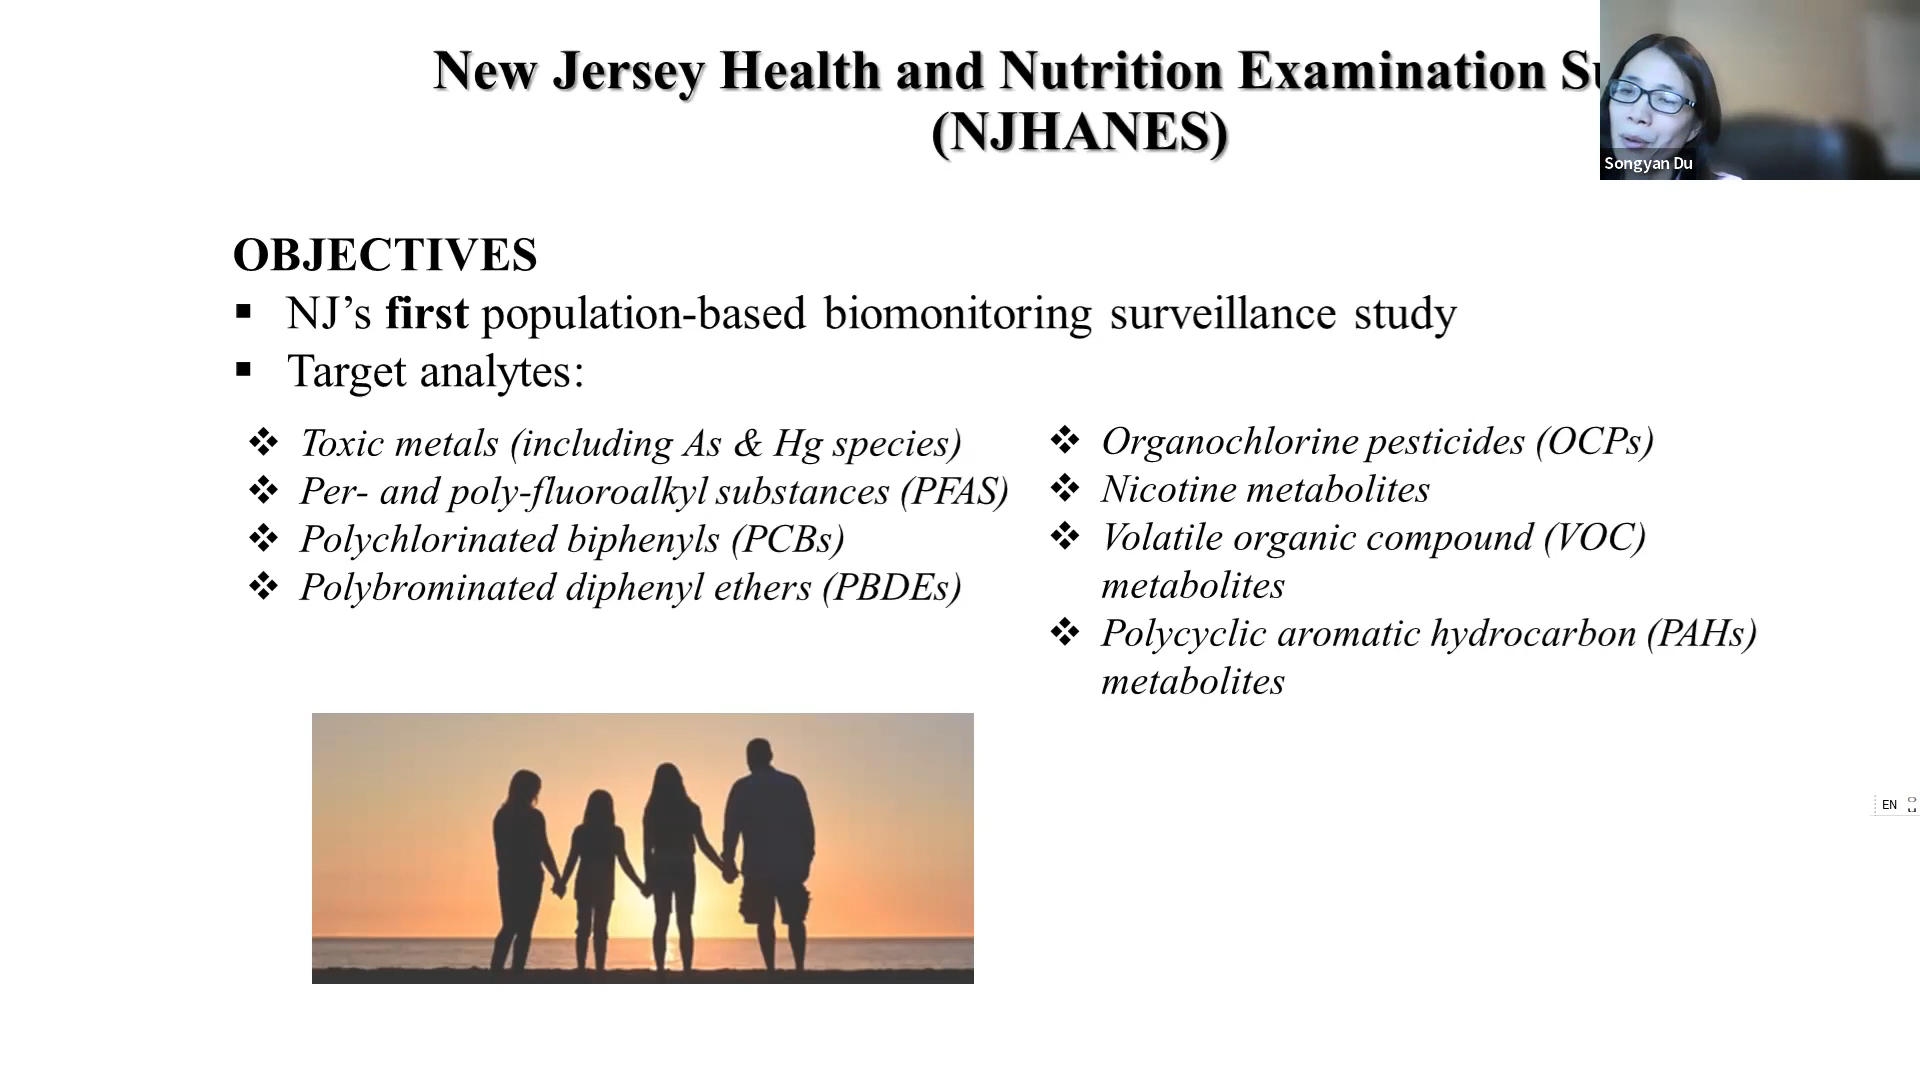 New Jersey Health and Nutrition Examination
(NJHANES)
Songyan Du
OBJECTIVES
▪ NJ’s first population-based biomonitoring surveillance study
▪ Target analytes:
❖ Toxic metals (including As & Hg species)
❖ Per- and poly-fluoroalkyl substances (PFAS)
❖ Polychlorinated biphenyls (PCBs)
❖ Polybrominated diphenyl ethers (PBDEs)
❖ Organochlorine pesticides (OCPs)
❖ Nicotine metabolites
❖ Volatile organic compound (VOC)
metabolites
❖ Polycyclic aromatic hydrocarbon (PAHs)
metabolites
EN